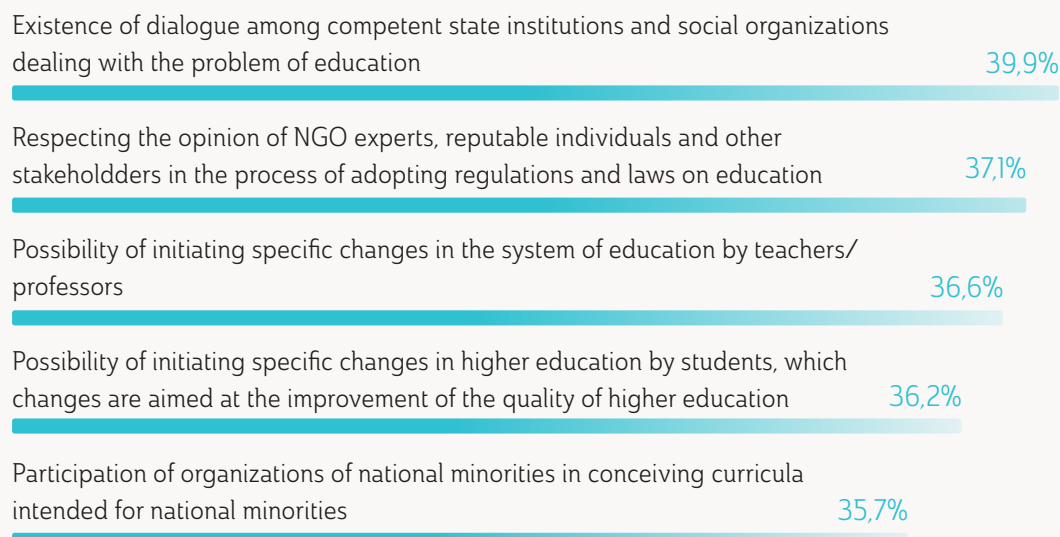 Existence of dialogue among competent state institutions and social organizations
dealing with the problem of education
39,9%
Respecting the opinion of NGO experts, reputable individuals and other
stakeholdders in the process of adopting regulations and laws on education
37,1%
Possibility of initiating specific changes in the system of education by teachers/
professors
36,6%
Possibility of initiating specific changes in higher education by students, which
changes are aimed at the improvement of the quality of higher education
36,2%
Participation of organizations of national minorities in conceiving curricula
intended for national minorities
35,7%